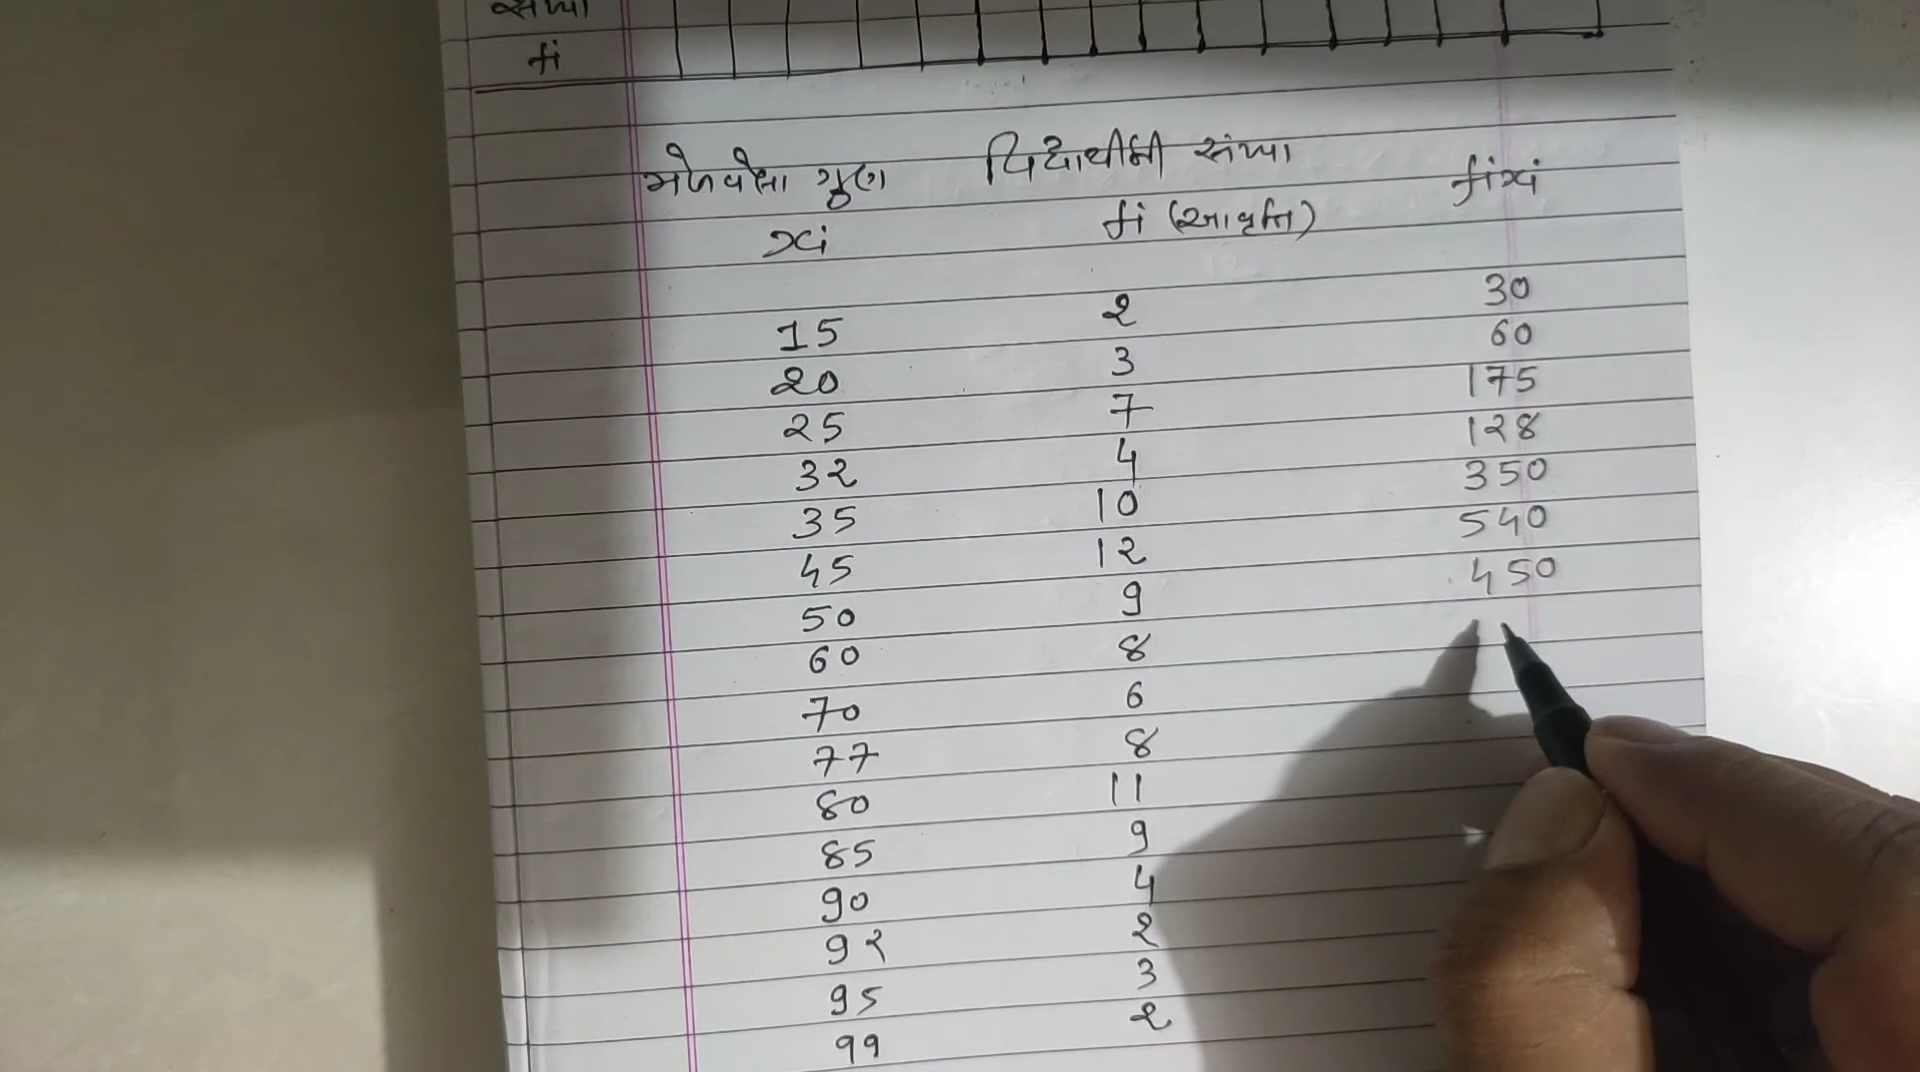 સંખ્યા
fi
મેળવેલા ગુણ વિદ્યાર્થીની સંખ્યા fixi
xi fi (આવૃત્તિ)
15 2 30
20 3 60
25 7 175
32 4 128
35 10 350
45 12 540
50 9 450
60 8
70 6
77 8
80 11
85 9
90 4
92 2
95 3
99 2